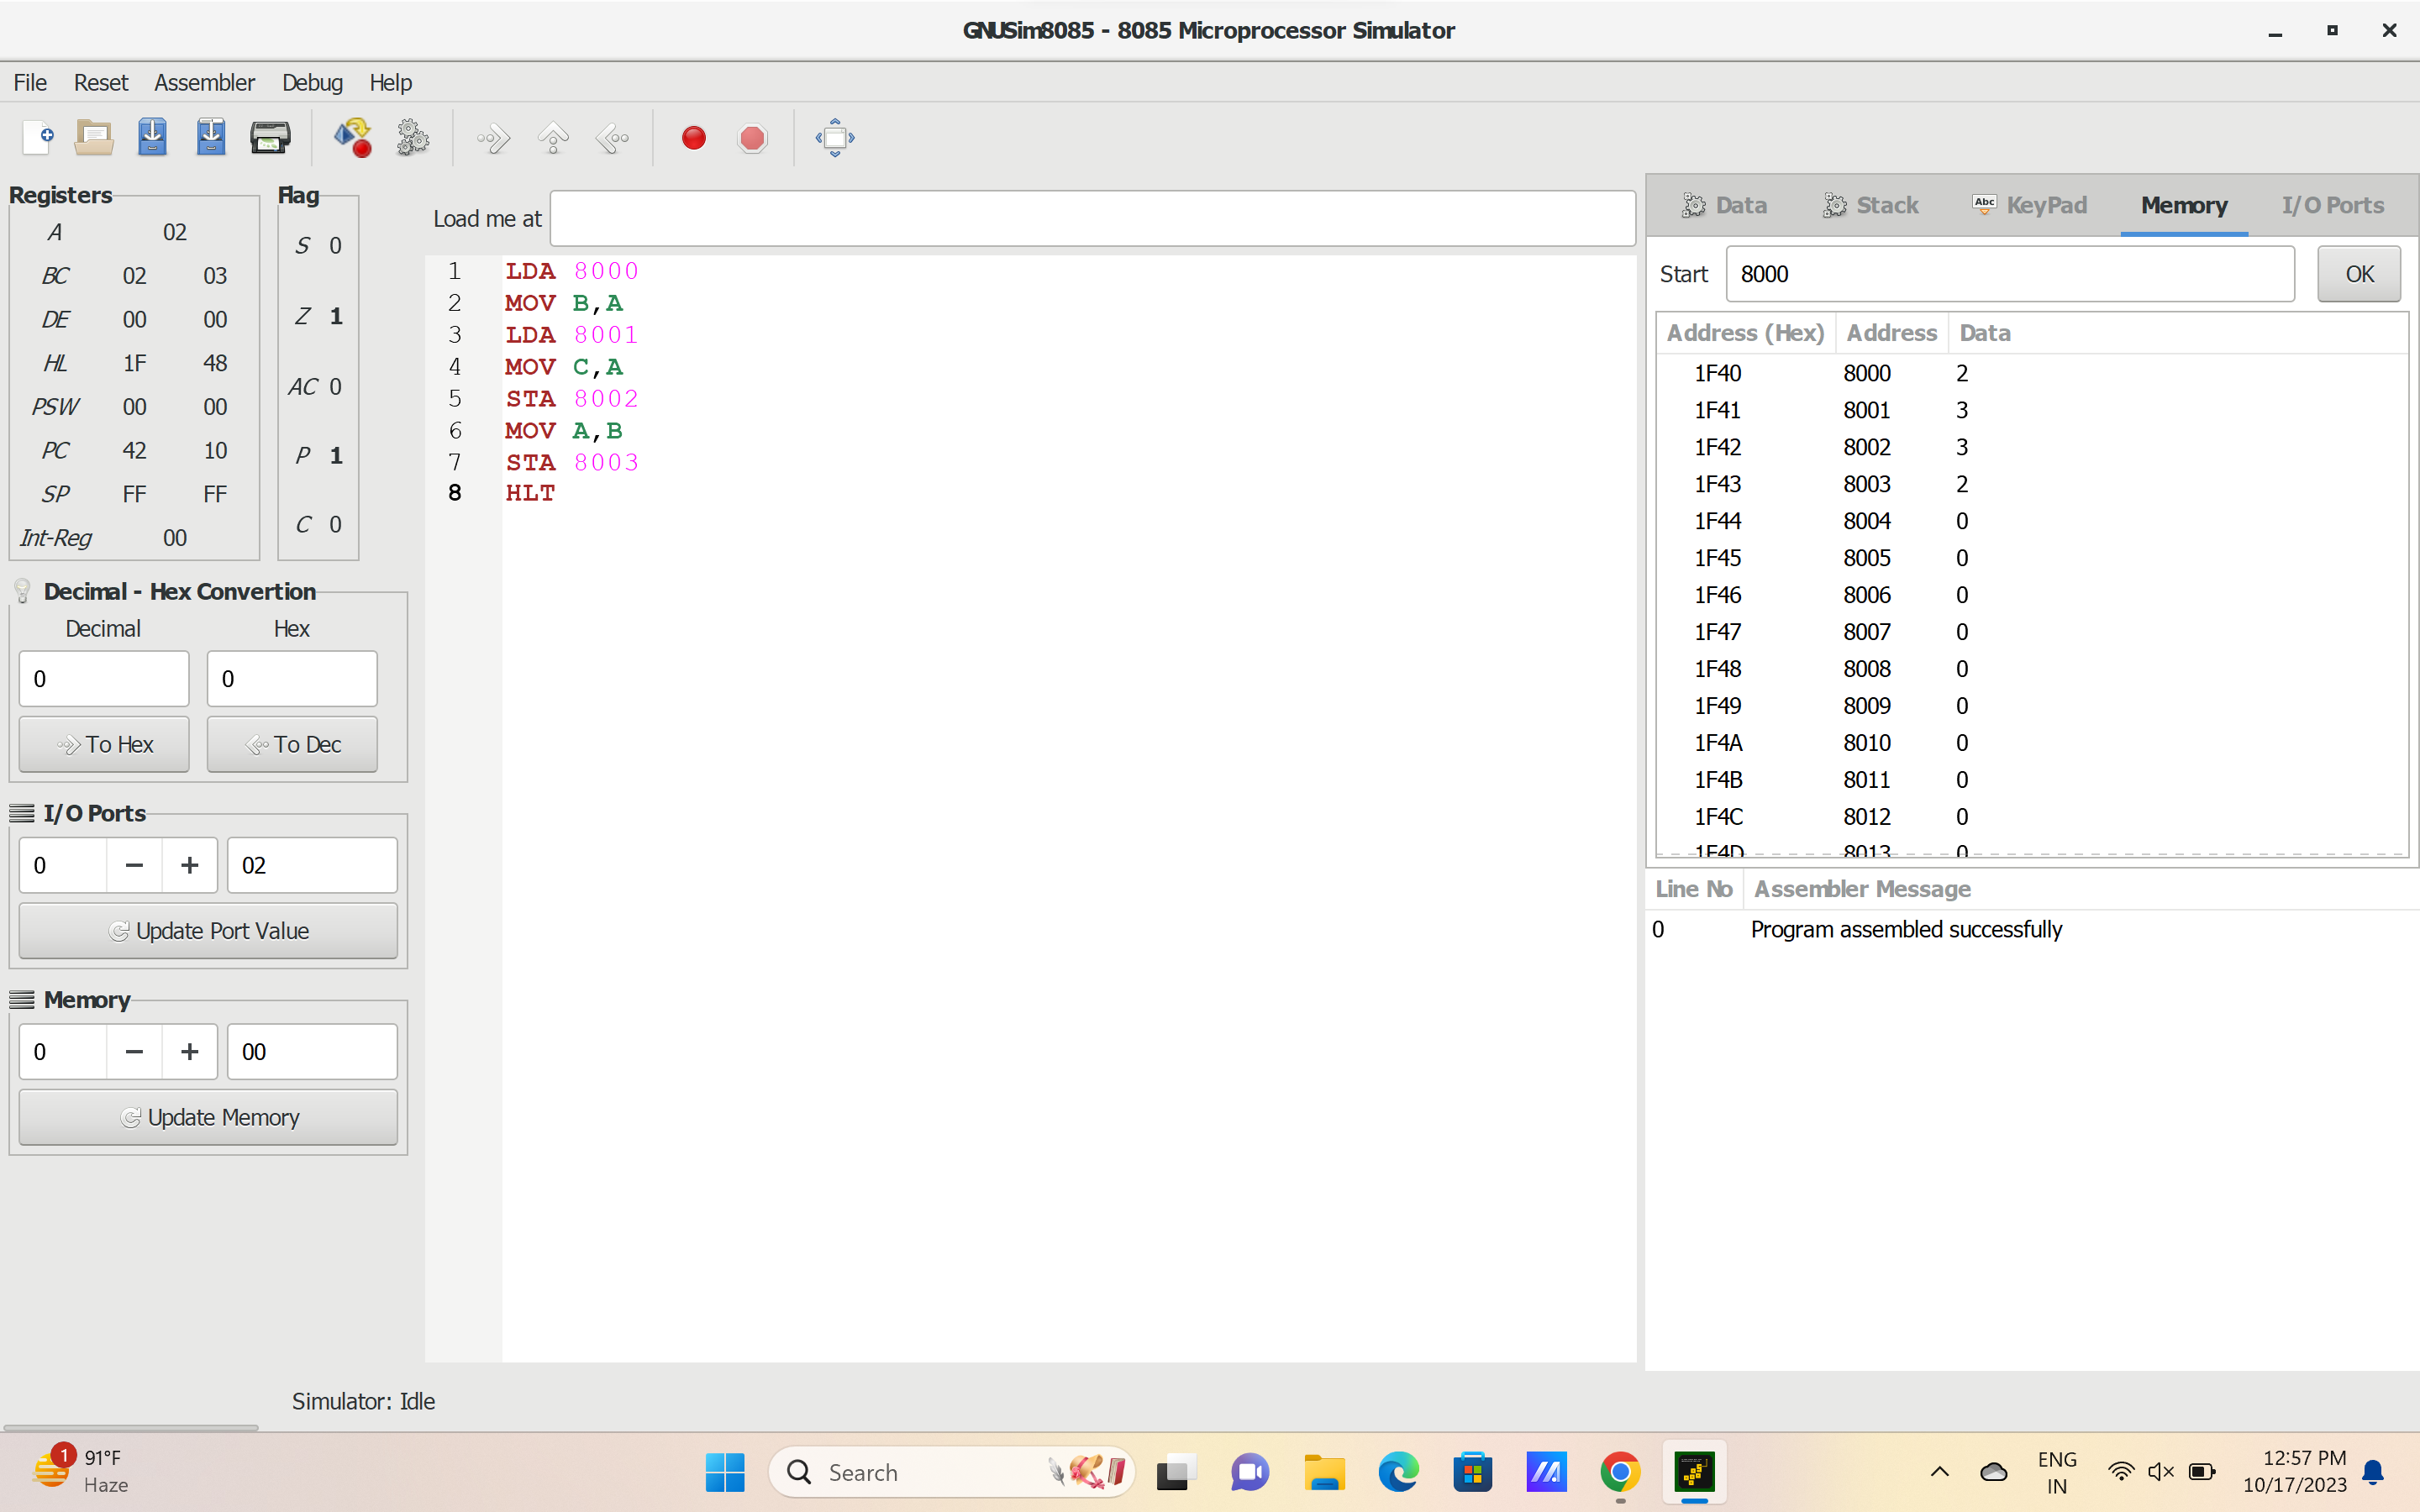 GNUSim8085 - 8085 Microprocessor Simulator
File Reset Assembler Debug Help
Registers
A 02
BC 02 03
DE 00 00
HL 1F 48
PSW 00 00
PC 42 10
SP FF FF
Int-Reg 00
Flag
S 0
Z 1
AC 0
P 1
C 0
Decimal - Hex Convertion
Decimal Hex
0 0
To Hex To Dec
I/O Ports
0 − + 02
Update Port Value
Memory
0 − + 00
Update Memory
Load me at
1 LDA 8000
2 MOV B,A
3 LDA 8001
4 MOV C,A
5 STA 8002
6 MOV A,B
7 STA 8003
8 HLT
Data Stack Abc KeyPad Memory I/O Ports
Start 8000 OK
Address (Hex) Address Data
1F40 8000 2
1F41 8001 3
1F42 8002 3
1F43 8003 2
1F44 8004 0
1F45 8005 0
1F46 8006 0
1F47 8007 0
1F48 8008 0
1F49 8009 0
1F4A 8010 0
1F4B 8011 0
1F4C 8012 0
1F4D 8013 0
Line No Assembler Message
0 Program assembled successfully
Simulator: Idle
1 91°F
Haze
Search
ENG
IN
12:57 PM
10/17/2023